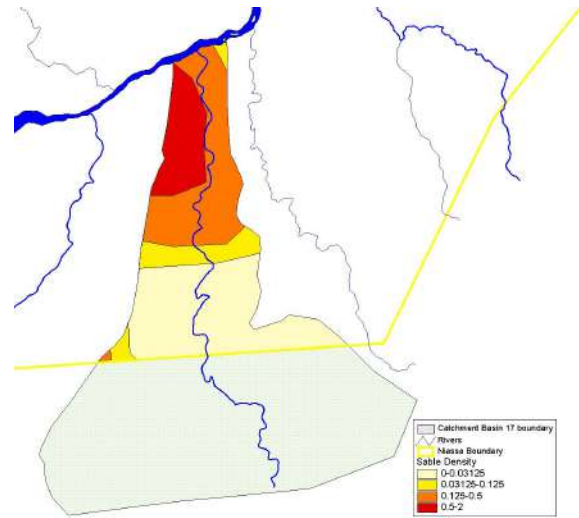 Catchment Basin 17 boundary
Rivers
Niassa Boundary
Sable Density
0-0.03125
0.03125-0.125
0.125-0.5
0.5-2